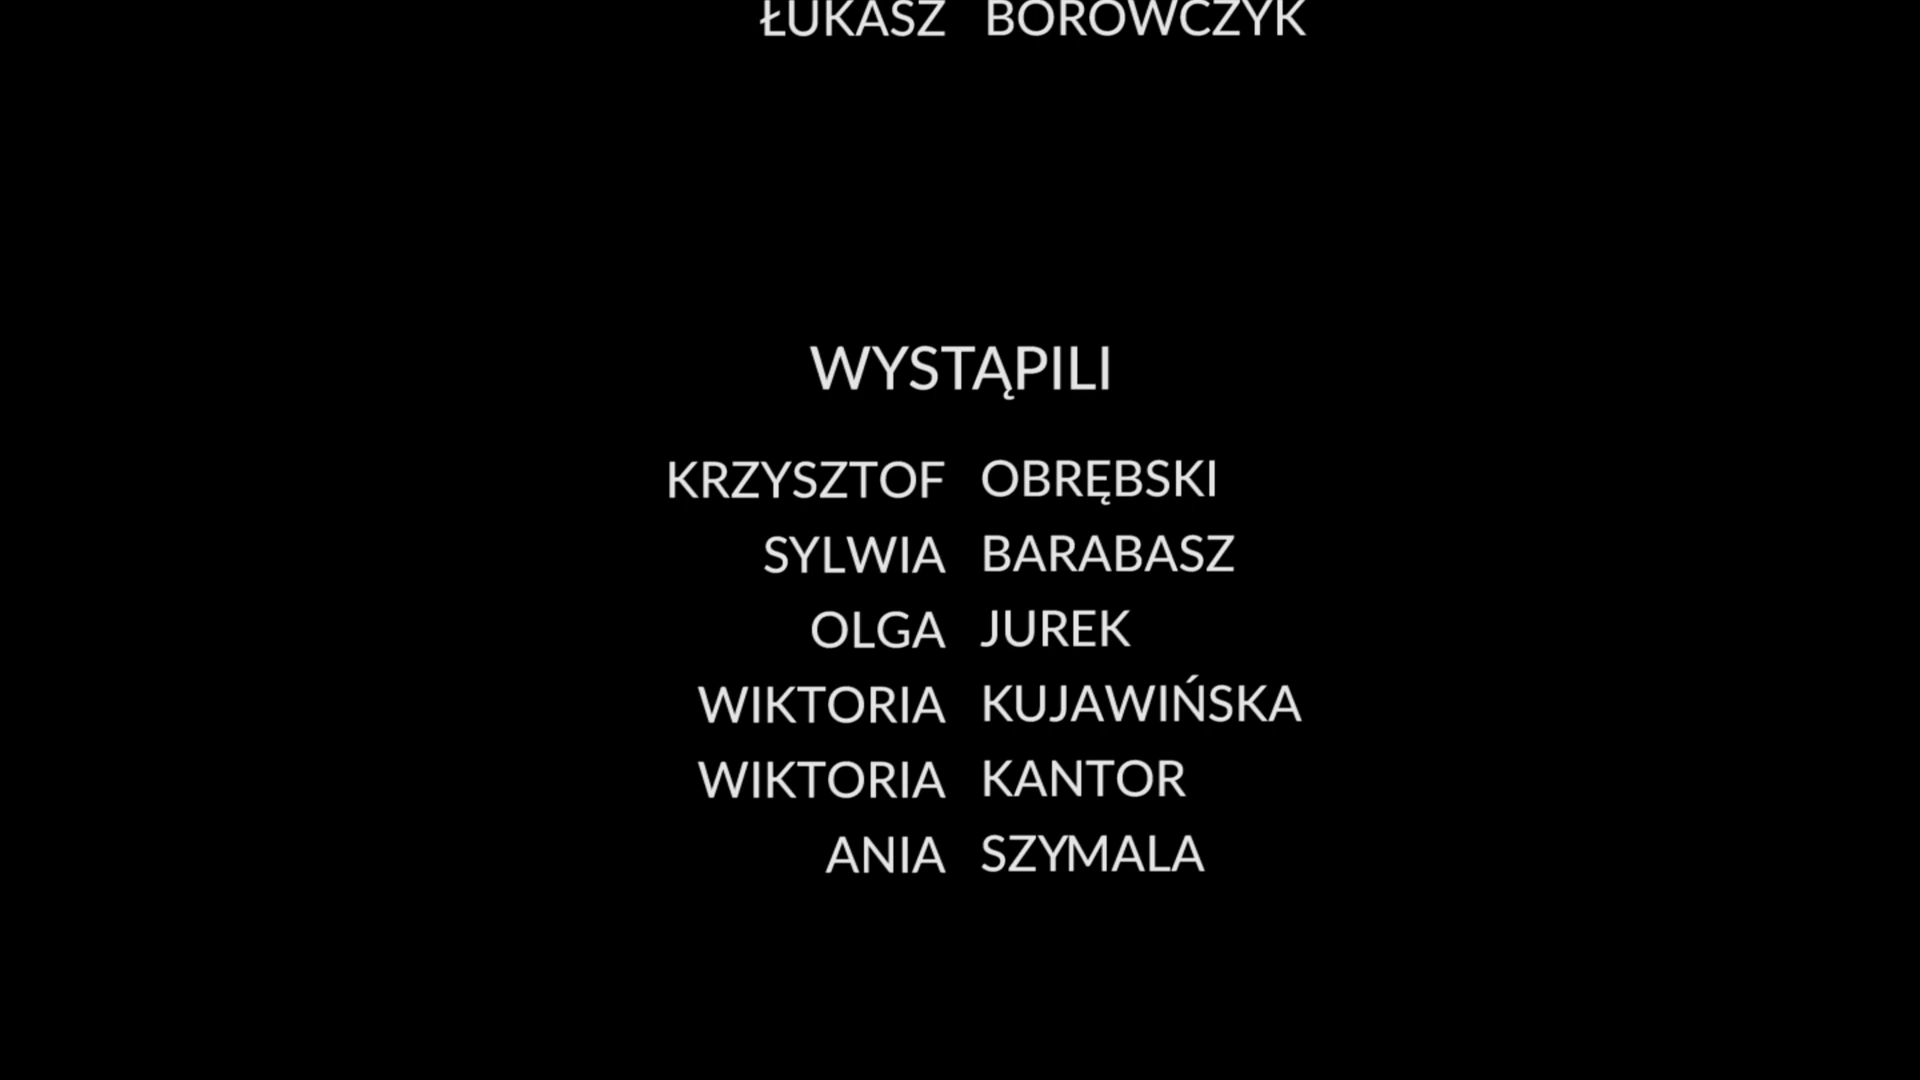 ŁUKASZ BOROWCZYK
WYSTĄPILI
KRZYSZTOF OBRĘBSKI
SYLWIA BARABASZ
OLGA JUREK
WIKTORIA KUJAWIŃSKA
WIKTORIA KANTOR
ANIA SZYMALA